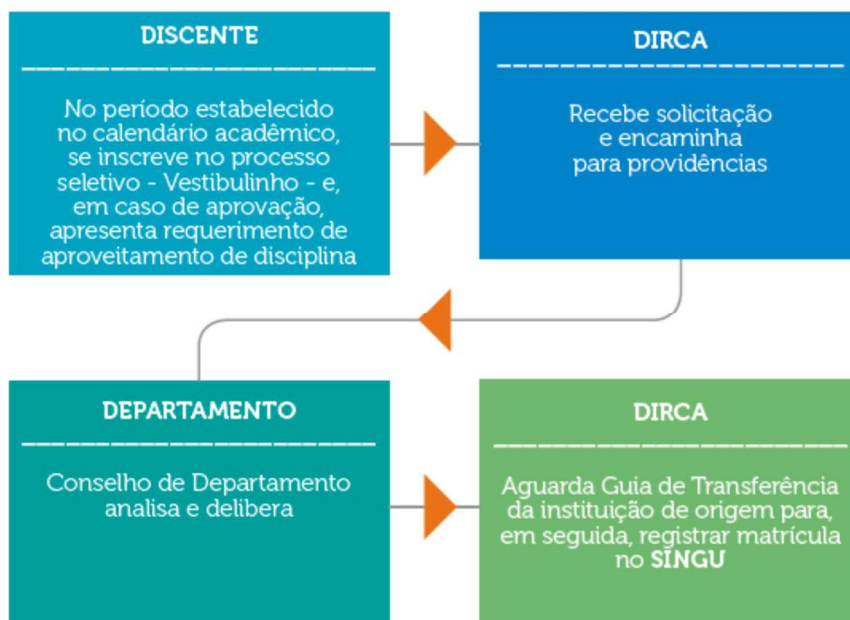 DISCENTE
No período estabelecido
no calendário acadêmico,
se inscreve no processo
seletivo - Vestibulinho - e,
em caso de aprovação,
apresenta requerimento de
aproveitamento de disciplina
DIRCA
Recebe solicitação
e encaminha
para providências
DEPARTAMENTO
Conselho de Departamento
analisa e delibera
DIRCA
Aguarda Guia de Transferência
da instituição de origem para,
em seguida, registrar matrícula
no SINGU